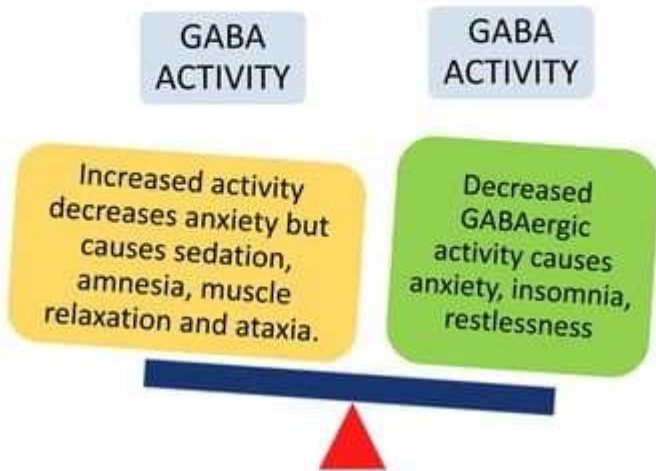 GABA
ACTIVITY
GABA
ACTIVITY
Increased activity
decreases anxiety but
causes sedation,
amnesia, muscle
relaxation and ataxia.
Decreased
GABAergic
activity causes
anxiety, insomnia,
restlessness